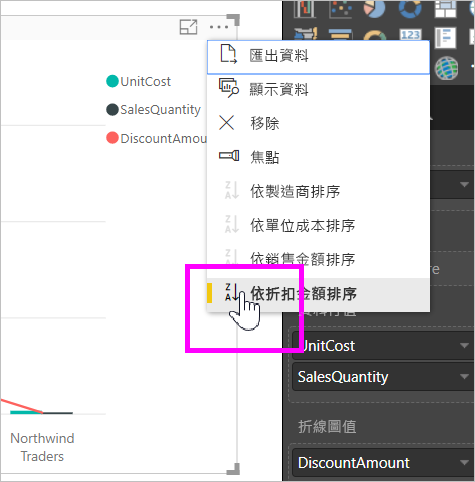 匯出資料
UnitCost
顯示資料
SalesQuantity
移除
DiscountAmou
焦點
依製造商排序
依單位成本排序
依銷售金額排序
依折扣金額排序
UnitCost
SalesQuantity
Northwind
Traders
折線圖值
DiscountAmount